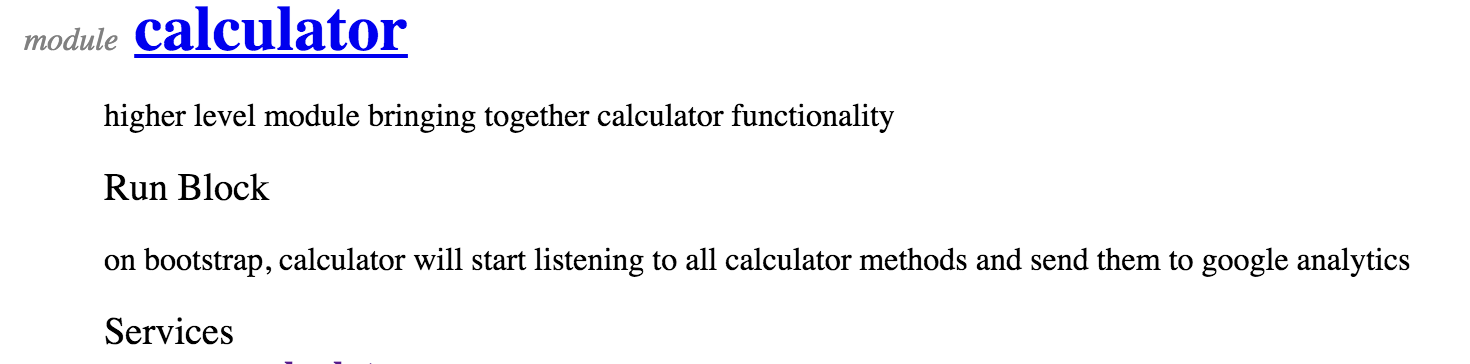 module calculator
higher level module bringing together calculator functionality
Run Block
on bootstrap, calculator will start listening to all calculator methods and send them to google analytics
Services